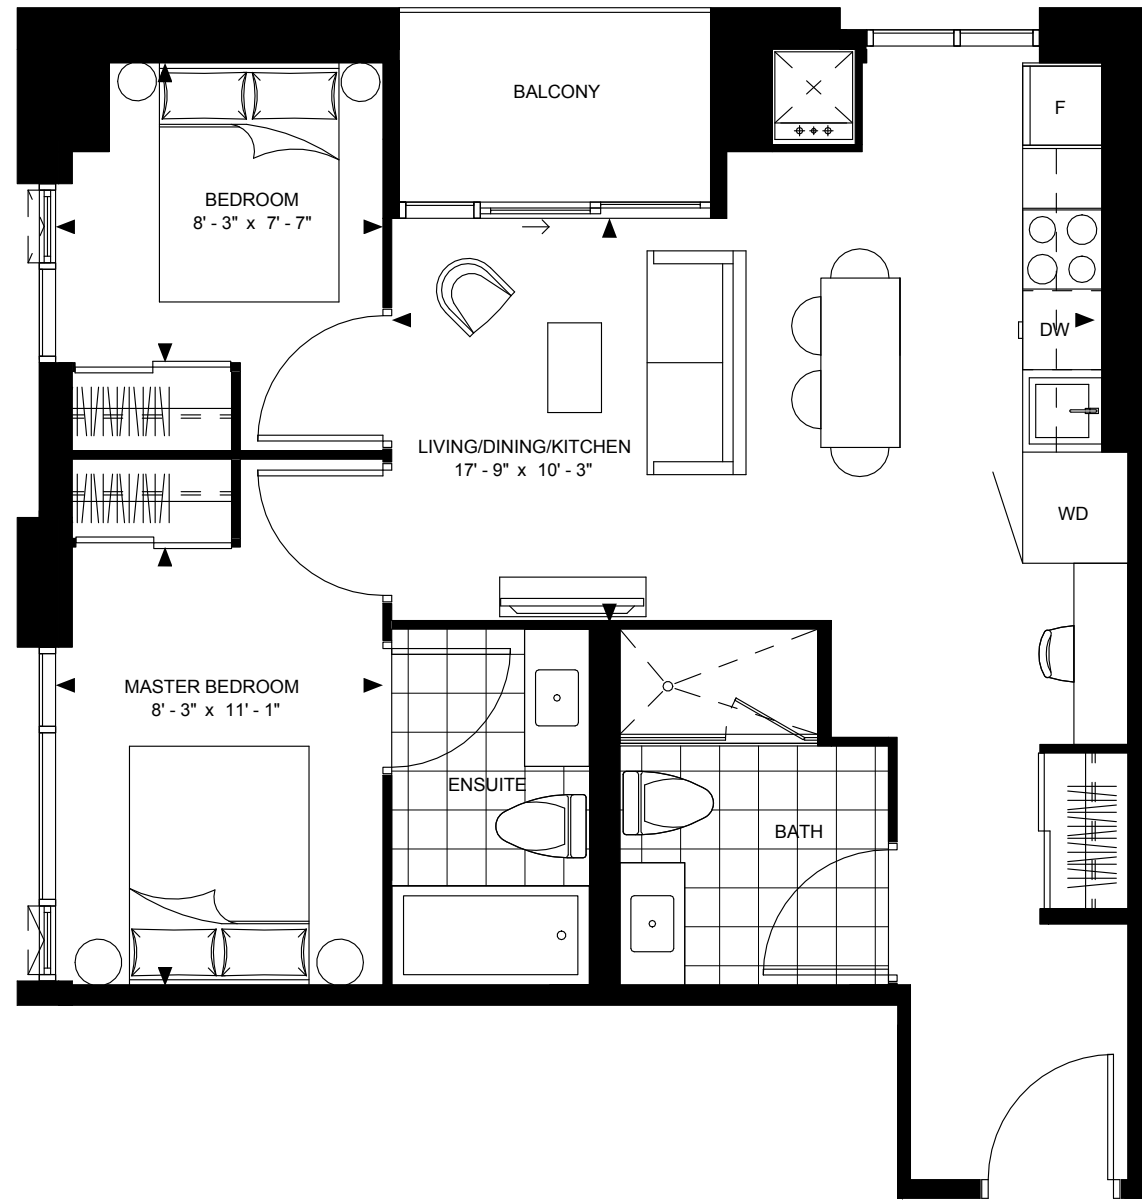 BALCONY
F
BEDROOM
8' - 3" x 7' - 7"
DW
LIVING/DINING/KITCHEN
17' - 9" x 10' - 3"
WD
MASTER BEDROOM
8' - 3" x 11' - 1"
ENSUITE
BATH